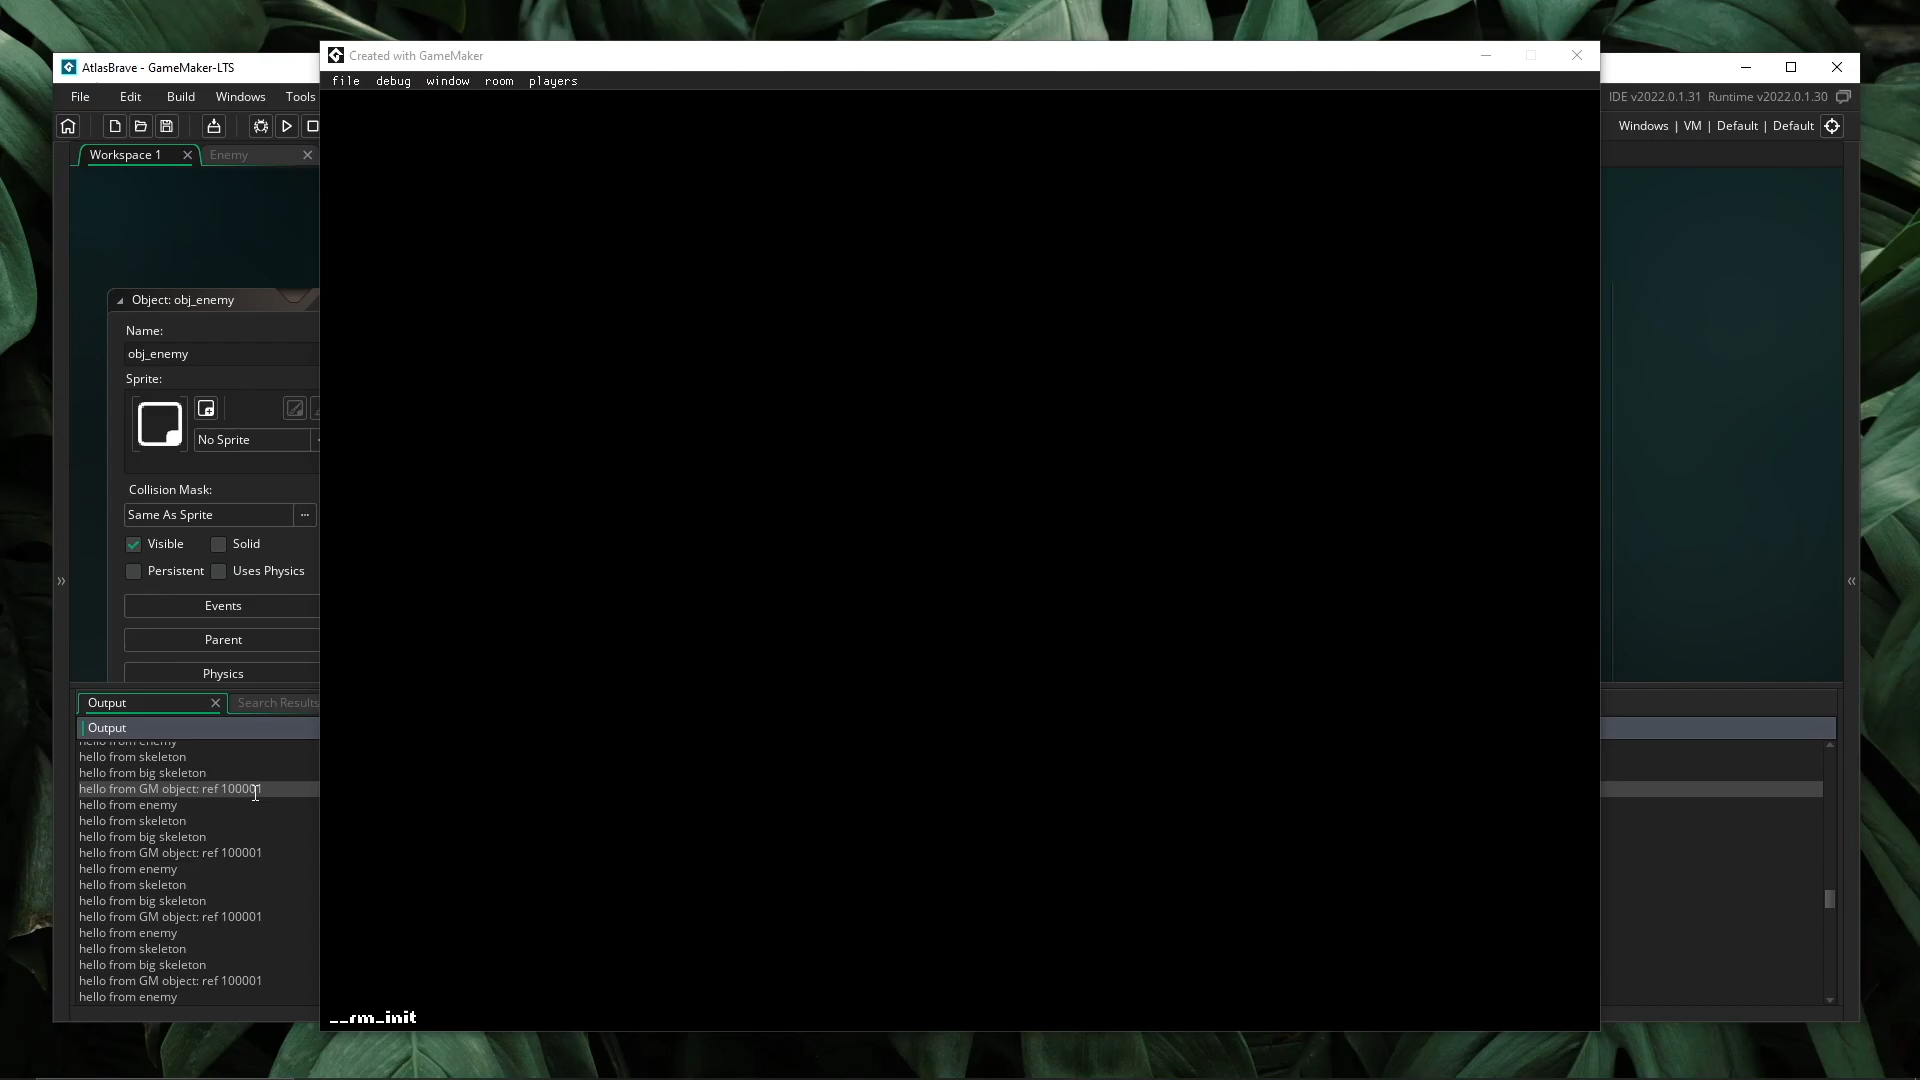 Created with GameMaker
AtlasBrave - GameMaker-LTS
file debug window room players
File Edit Build Windows Tools
IDE v2022.0.1.31 Runtime v2022.0.1.30
Windows | VM | Default | Default
Workspace 1
Enemy
Object: obj_enemy
Name:
obj_enemy
Sprite:
No Sprite
Collision Mask:
Same As Sprite
Visible Solid
Persistent Uses Physics
Events
Parent
Physics
Output
Search Results
Output
hello from enemy
hello from skeleton
hello from big skeleton
hello from GM object: ref 100001
hello from enemy
hello from skeleton
hello from big skeleton
hello from GM object: ref 100001
hello from enemy
hello from skeleton
hello from big skeleton
hello from GM object: ref 100001
hello from enemy
hello from skeleton
hello from big skeleton
hello from GM object: ref 100001
hello from enemy
__rm_init